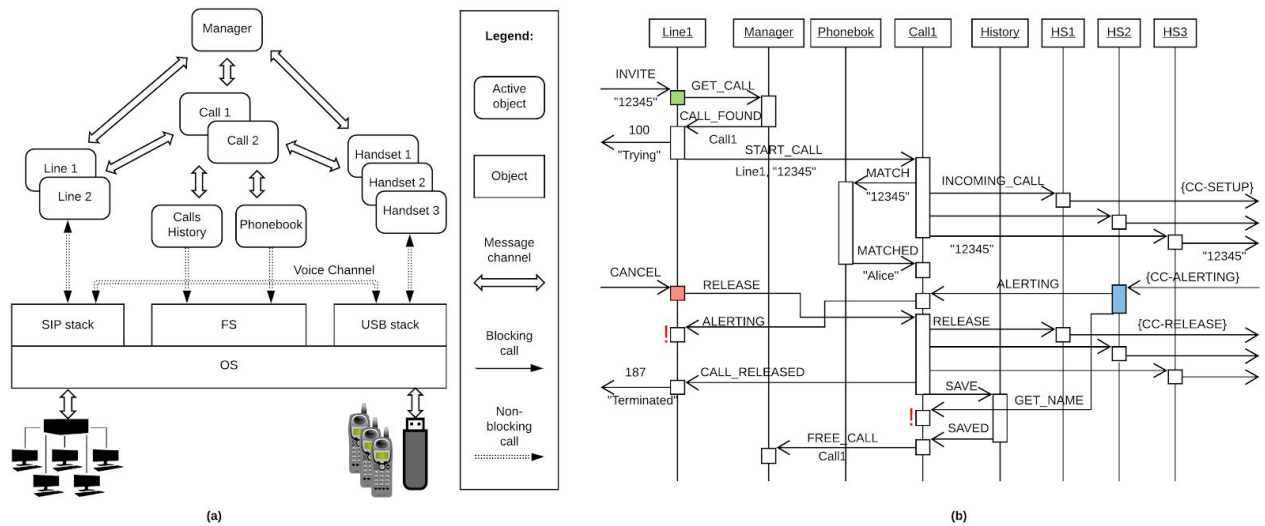 Manager
Call 1
Call 2
Line 1
Line 2
Handset 1
Handset 2
Handset 3
Calls
History
Phonebook
Voice Channel
SIP stack
FS
USB stack
OS
(a)
Legend:
Active
object
Object
Message
channel
Blocking
call
Non-
blocking
call
Line1
Manager
Phonebok
Call1
History
HS1
HS2
HS3
INVITE
"12345"
GET_CALL
CALL_FOUND
Call1
100
"Trying"
START_CALL
Line1, "12345"
MATCH
"12345"
INCOMING_CALL
{CC-SETUP}
"12345"
"12345"
MATCHED
"Alice"
CANCEL
RELEASE
ALERTING
{CC-ALERTING}
! ALERTING
RELEASE
{CC-RELEASE}
187
"Terminated"
CALL_RELEASED
SAVE
GET_NAME
!
SAVED
FREE_CALL
Call1
(b)